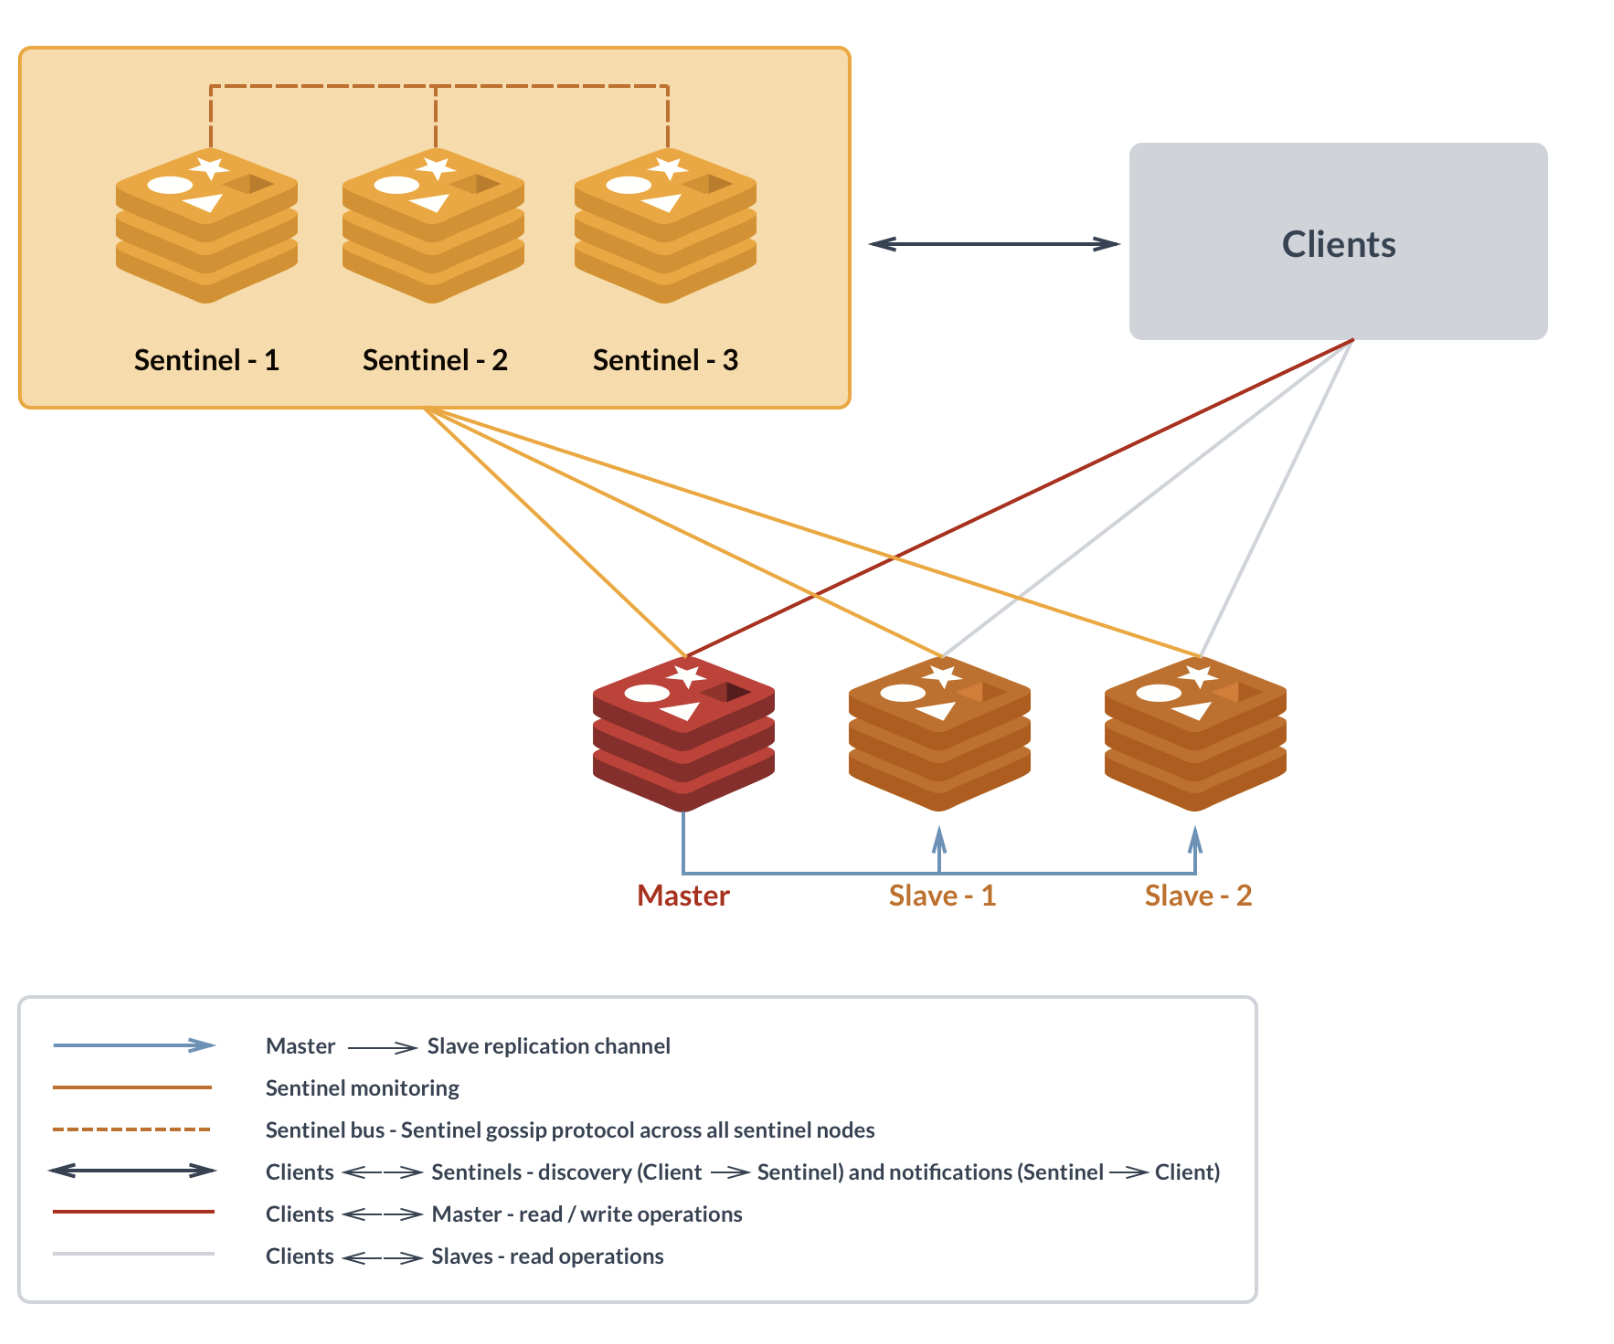 Clients
Sentinel - 1
Sentinel - 2
Sentinel - 3
Master
Slave - 1
Slave - 2
Master → Slave replication channel
Sentinel monitoring
Sentinel bus - Sentinel gossip protocol across all sentinel nodes
Clients ←→ Sentinels - discovery (Client → Sentinel) and notifications (Sentinel → Client)
Clients ←→ Master - read / write operations
Clients ←→ Slaves - read operations